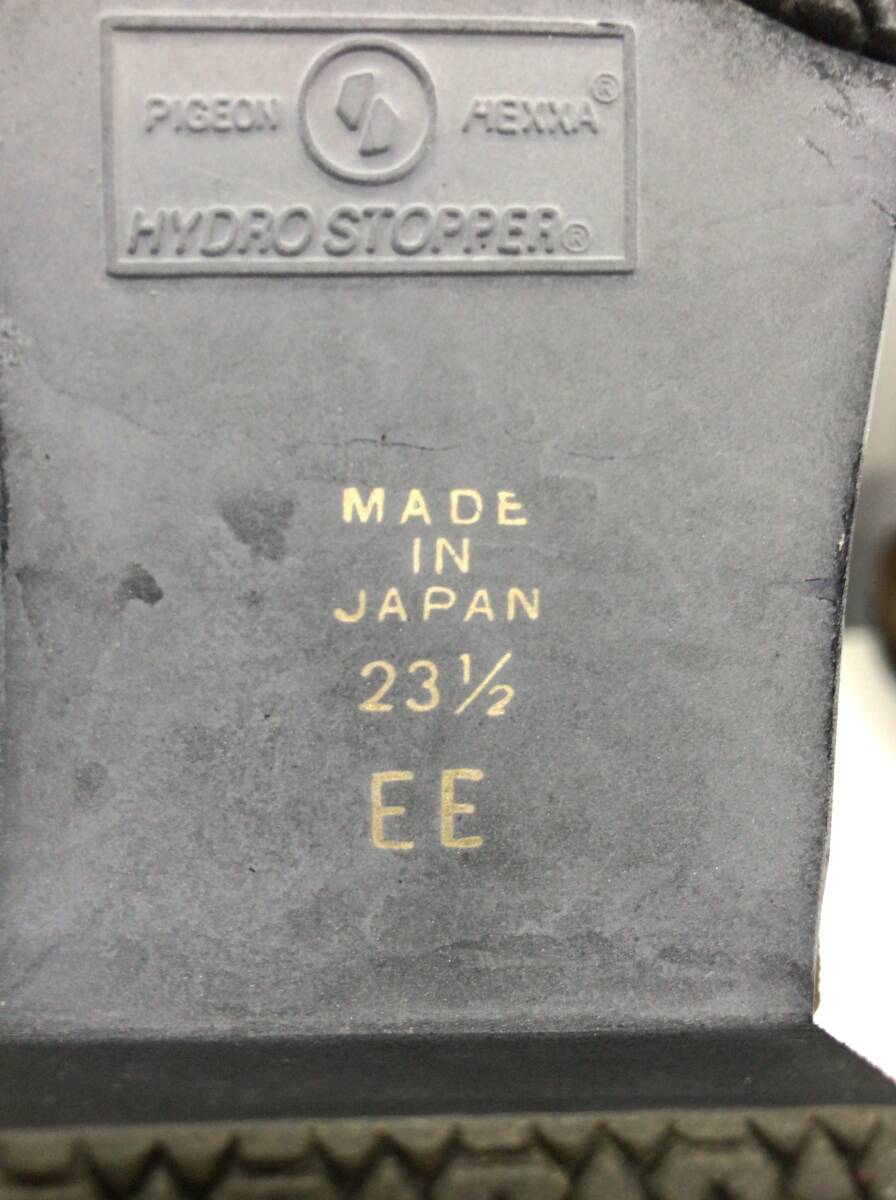 PIGEON HEXXA®
HYDRO STOPPER®
MADE
IN
JAPAN
23½
EE